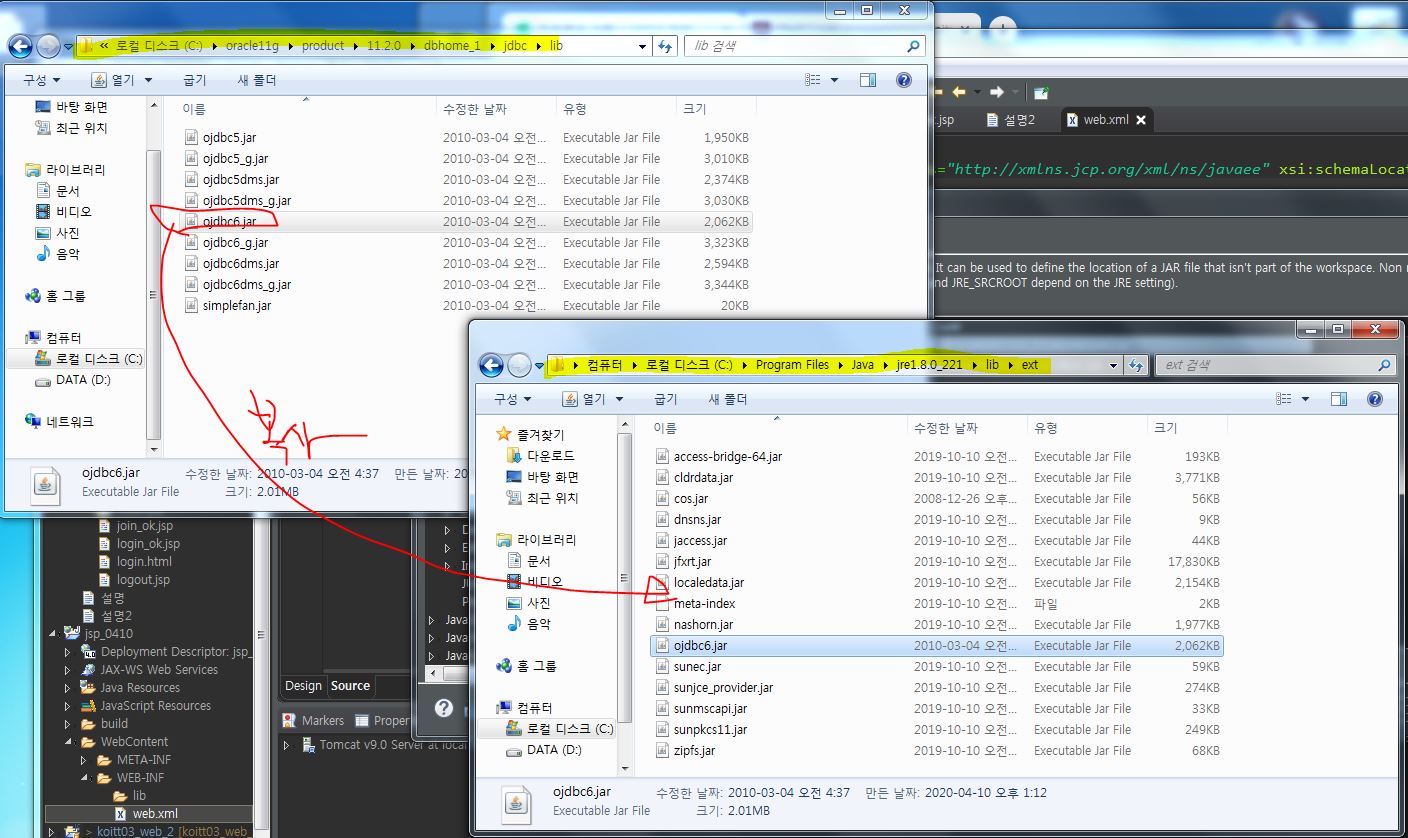 « 로컬 디스크 (C:) ▸ oracle11g ▸ product ▸ 11.2.0 ▸ dbhome_1 ▸ jdbc ▸ lib
lib 검색
구성 열기 굽기 새 폴더
바탕 화면
최근 위치
라이브러리
문서
비디오
사진
음악
홈 그룹
컴퓨터
로컬 디스크 (C:)
DATA (D:)
네트워크
이름 수정한 날짜 유형 크기
ojdbc5.jar 2010-03-04 오전... Executable Jar File 1,950KB
ojdbc5_g.jar 2010-03-04 오전... Executable Jar File 3,010KB
ojdbc5dms.jar 2010-03-04 오전... Executable Jar File 2,374KB
ojdbc5dms_g.jar 2010-03-04 오전... Executable Jar File 3,030KB
ojdbc6.jar 2010-03-04 오전... Executable Jar File 2,062KB
ojdbc6_g.jar 2010-03-04 오전... Executable Jar File 3,323KB
ojdbc6dms.jar 2010-03-04 오전... Executable Jar File 2,594KB
ojdbc6dms_g.jar 2010-03-04 오전... Executable Jar File 3,344KB
simplefan.jar 2010-03-04 오전... Executable Jar File 20KB
복사
ojdbc6.jar 수정한 날짜: 2010-03-04 오전 4:37 만든 날짜: 20
Executable Jar File 크기: 2.01MB
.jsp 설명2 web.xml
="http://xmlns.jcp.org/xml/ns/javaee" xsi:schemaLocat
It can be used to define the location of a JAR file that isn't part of the workspace. Non
nd JRE_SRCROOT depend on the JRE setting).
▸ 컴퓨터 ▸ 로컬 디스크 (C:) ▸ Program Files ▸ Java ▸ jre1.8.0_221 ▸ lib ▸ ext
ext 검색
구성 열기 굽기 새 폴더
즐겨찾기
다운로드
바탕 화면
최근 위치
라이브러리
문서
비디오
사진
음악
홈 그룹
컴퓨터
로컬 디스크 (C:)
DATA (D:)
이름 수정한 날짜 유형 크기
access-bridge-64.jar 2019-10-10 오전... Executable Jar File 193KB
cldrdata.jar 2019-10-10 오전... Executable Jar File 3,771KB
cos.jar 2008-12-26 오후... Executable Jar File 56KB
dnsns.jar 2019-10-10 오전... Executable Jar File 9KB
jaccess.jar 2019-10-10 오전... Executable Jar File 44KB
jfxrt.jar 2019-10-10 오전... Executable Jar File 17,830KB
localedata.jar 2019-10-10 오전... Executable Jar File 2,154KB
meta-index 2019-10-10 오전... 파일 2KB
nashorn.jar 2019-10-10 오전... Executable Jar File 1,977KB
ojdbc6.jar 2010-03-04 오전... Executable Jar File 2,062KB
sunec.jar 2019-10-10 오전... Executable Jar File 59KB
sunjce_provider.jar 2019-10-10 오전... Executable Jar File 274KB
sunmscapi.jar 2019-10-10 오전... Executable Jar File 33KB
sunpkcs11.jar 2019-10-10 오전... Executable Jar File 249KB
zipfs.jar 2019-10-10 오전... Executable Jar File 68KB
ojdbc6.jar 수정한 날짜: 2010-03-04 오전 4:37 만든 날짜: 2020-04-10 오후 1:12
Executable Jar File 크기: 2.01MB
join_ok.jsp
login_ok.jsp
login.html
logout.jsp
설명
설명2
jsp_0410
Deployment Descriptor: jsp_
JAX-WS Web Services
Java Resources
JavaScript Resources
build
WebContent
META-INF
WEB-INF
lib
web.xml
> koitt03_web_2 [koitt03_web_
Java
Java
Java
Design Source
Markers Proper
Tomcat v9.0 Server at local